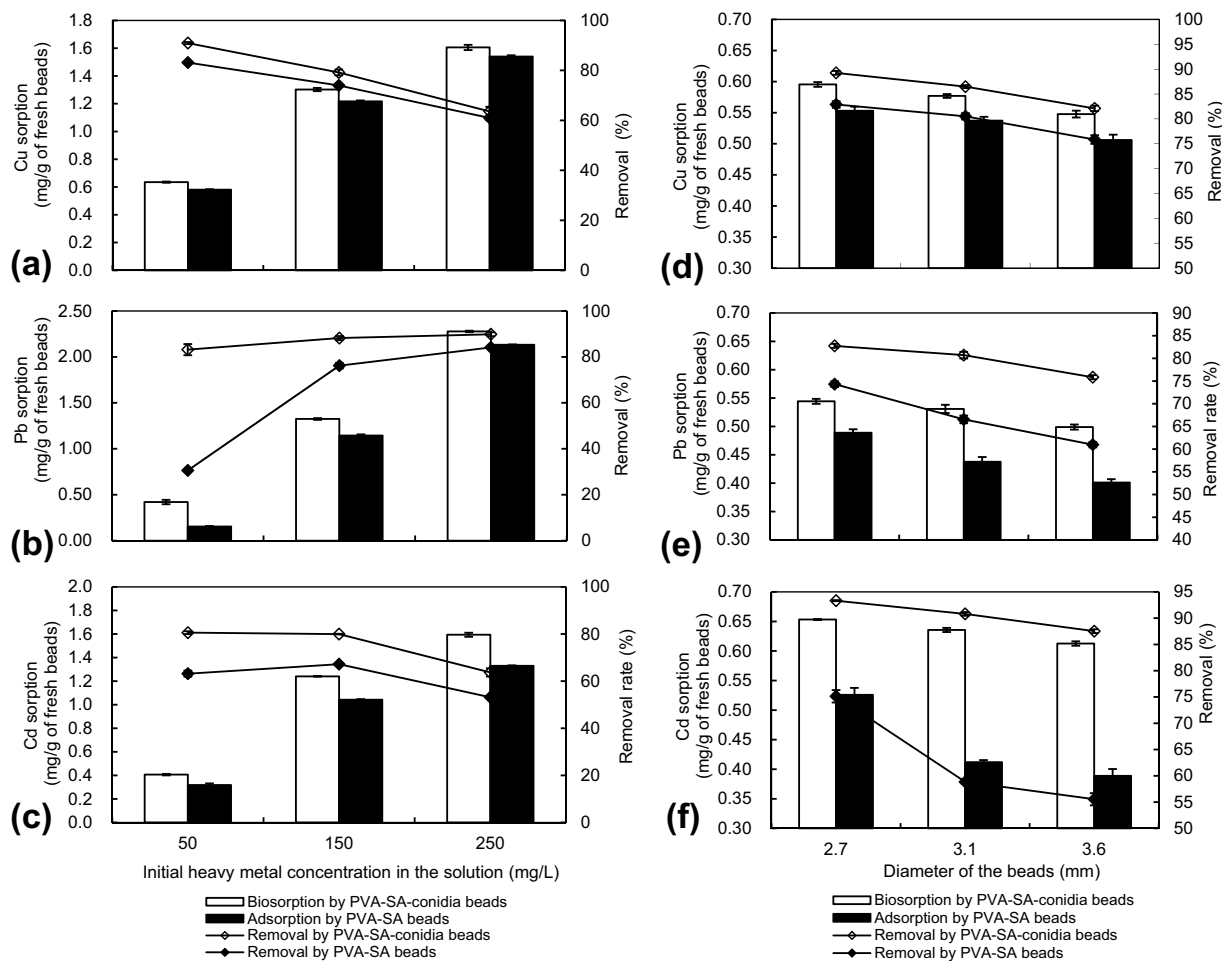 (a)
Cu sorption
(mg/g of fresh beads)
1.8
1.6
1.4
1.2
1.0
0.8
0.6
0.4
0.2
0.0
100
80
60
40
20
0
Removal (%)
(b)
Pb sorption
(mg/g of fresh beads)
2.50
2.00
1.50
1.00
0.50
0.00
100
80
60
40
20
0
Removal (%)
(c)
Cd sorption
(mg/g of fresh beads)
2.0
1.8
1.6
1.4
1.2
1.0
0.8
0.6
0.4
0.2
0.0
100
80
60
40
20
0
Removal rate (%)
50 150 250
Initial heavy metal concentration in the solution (mg/L)
Biosorption by PVA-SA-conidia beads
Adsorption by PVA-SA beads
Removal by PVA-SA-conidia beads
Removal by PVA-SA beads
(d)
Cu sorption
(mg/g of fresh beads)
0.70
0.65
0.60
0.55
0.50
0.45
0.40
0.35
0.30
100
95
90
85
80
75
70
65
60
55
50
Removal (%)
(e)
Pb sorption
(mg/g of fresh beads)
0.70
0.65
0.60
0.55
0.50
0.45
0.40
0.35
0.30
90
85
80
75
70
65
60
55
50
45
40
Removal rate (%)
(f)
Cd sorption
(mg/g of fresh beads)
0.70
0.65
0.60
0.55
0.50
0.45
0.40
0.35
0.30
95
90
85
80
75
70
65
60
55
50
Removal (%)
2.7 3.1 3.6
Diameter of the beads (mm)
Biosorption by PVA-SA-conidia beads
Adsorption by PVA-SA beads
Removal by PVA-SA-conidia beads
Removal by PVA-SA beads